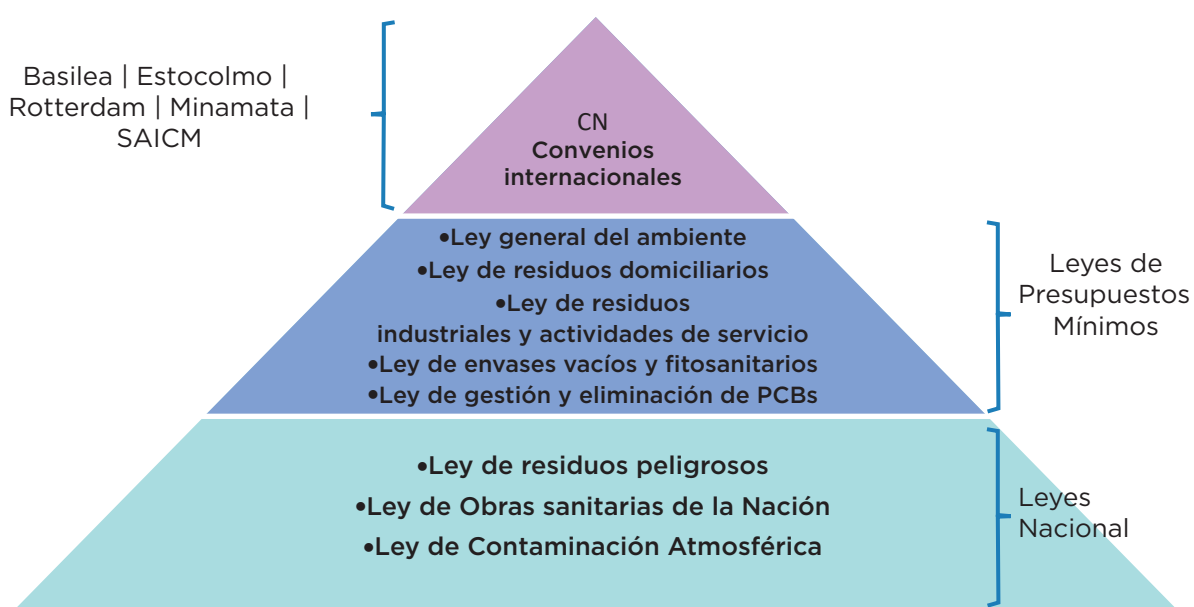 Basilea | Estocolmo |
Rotterdam | Minamata |
SAICM
CN
Convenios
internacionales
•Ley general del ambiente
•Ley de residuos domiciliarios
•Ley de residuos
industriales y actividades de servicio
•Ley de envases vacíos y fitosanitarios
•Ley de gestión y eliminación de PCBs
Leyes de
Presupuestos
Mínimos
•Ley de residuos peligrosos
•Ley de Obras sanitarias de la Nación
•Ley de Contaminación Atmosférica
Leyes
Nacional